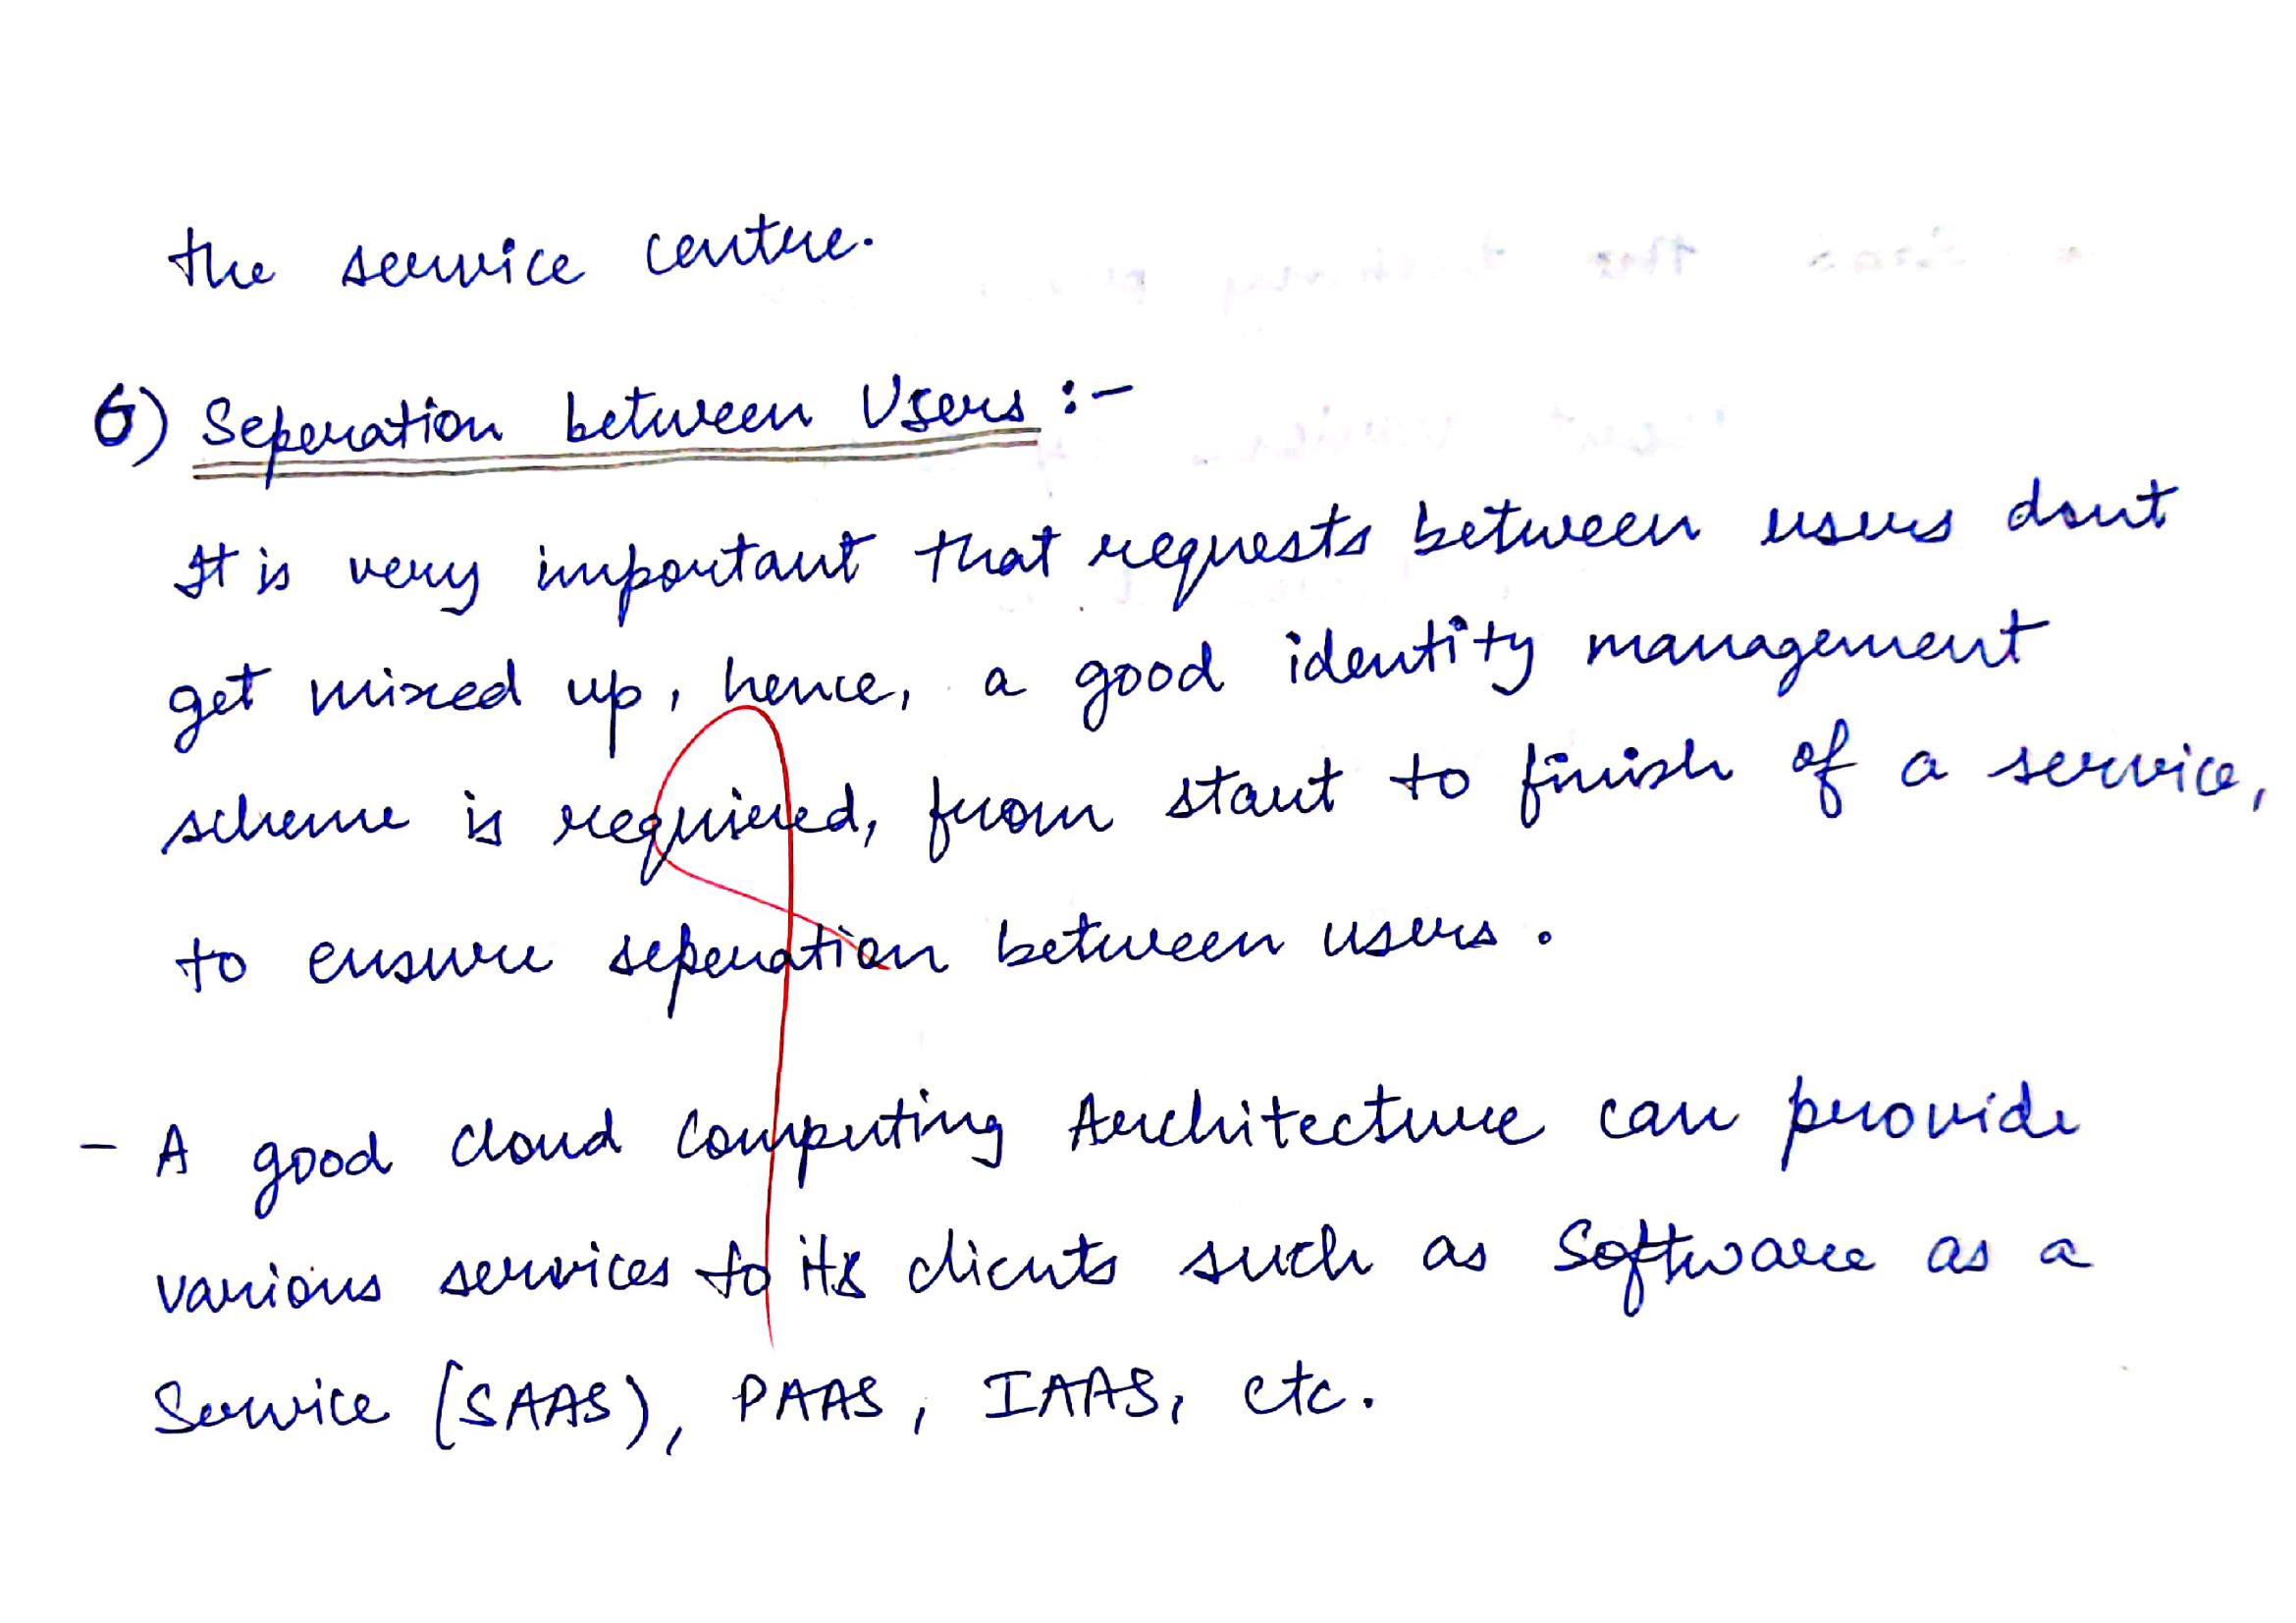 the service centre.
6) Seperation between Users :-
It is very important that requests between users dont
get mixed up, hence, a good identity management
scheme is required, from start to finish of a service,
to ensure seperation between users.
- A good cloud computing Architecture can provide
various services to its clients such as Software as a
Service (SAAS), PAAS, IAAS, etc.